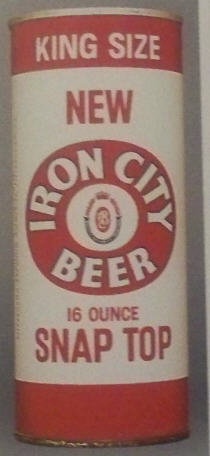 KING SIZE
NEW
IRON CITY
BEER
16 OUNCE
SNAP TOP